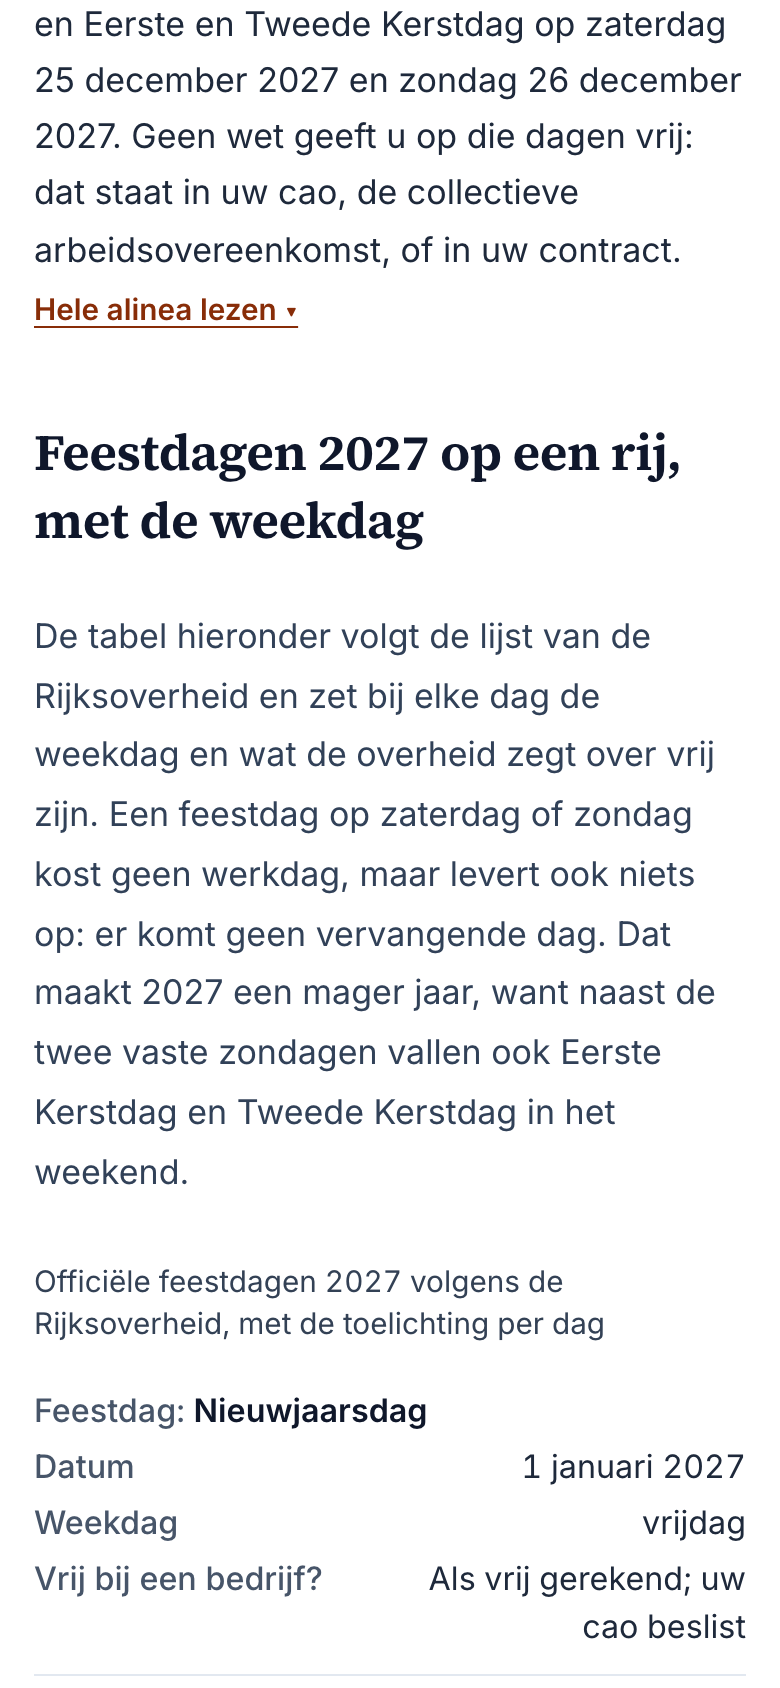 en Eerste en Tweede Kerstdag op zaterdag
25 december 2027 en zondag 26 december
2027. Geen wet geeft u op die dagen vrij:
dat staat in uw cao, de collectieve
arbeidsovereenkomst, of in uw contract.
Hele alinea lezen ▾
Feestdagen 2027 op een rij,
met de weekdag
De tabel hieronder volgt de lijst van de
Rijksoverheid en zet bij elke dag de
weekdag en wat de overheid zegt over vrij
zijn. Een feestdag op zaterdag of zondag
kost geen werkdag, maar levert ook niets
op: er komt geen vervangende dag. Dat
maakt 2027 een mager jaar, want naast de
twee vaste zondagen vallen ook Eerste
Kerstdag en Tweede Kerstdag in het
weekend.
Officiële feestdagen 2027 volgens de
Rijksoverheid, met de toelichting per dag
Feestdag: Nieuwjaarsdag
Datum 1 januari 2027
Weekdag vrijdag
Vrij bij een bedrijf? Als vrij gerekend; uw
cao beslist